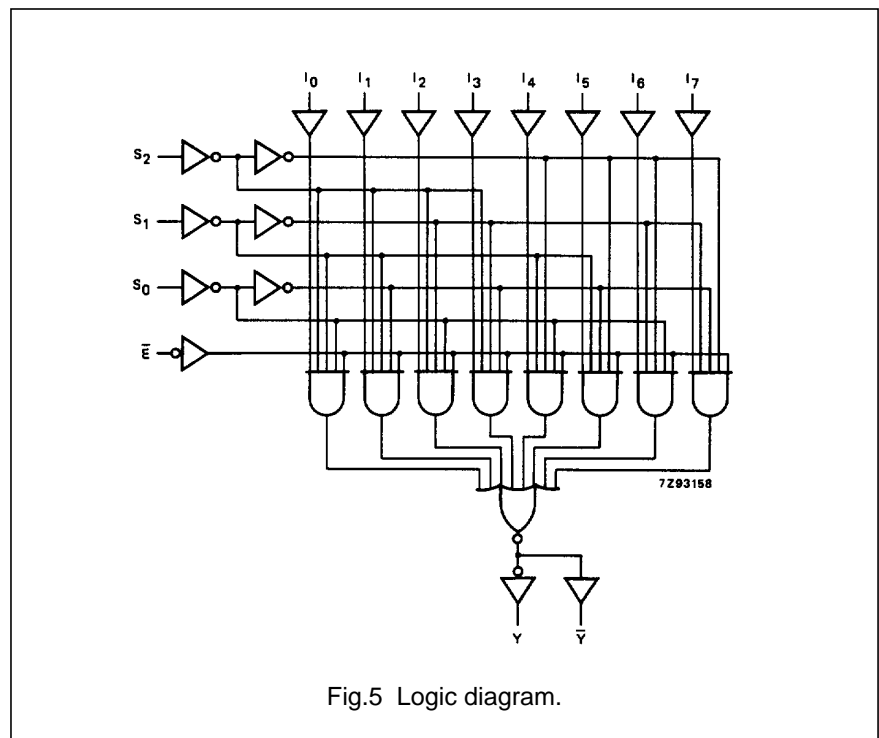 I0 I1 I2 I3 I4 I5 I6 I7
S2
S1
S0
E̅
7Z93158
Y Y̅
Fig.5 Logic diagram.